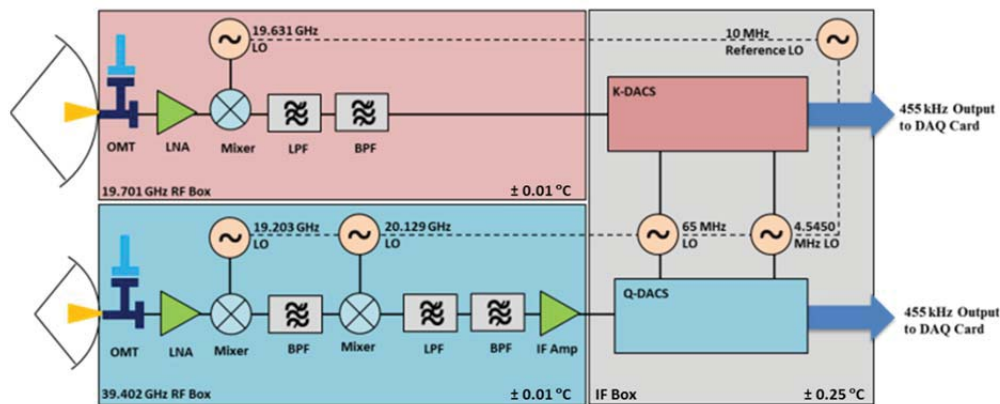 19.631 GHz
LO
10 MHz
Reference LO
K-DACS
455 kHz Output
to DAQ Card
OMT
LNA
Mixer
LPF
BPF
19.701 GHz RF Box
± 0.01 °C
19.203 GHz
LO
20.129 GHz
LO
65 MHz
LO
4.5450
MHz LO
Q-DACS
455 kHz Output
to DAQ Card
OMT
LNA
Mixer
BPF
Mixer
LPF
BPF
IF Amp
39.402 GHz RF Box
± 0.01 °C
IF Box
± 0.25 °C